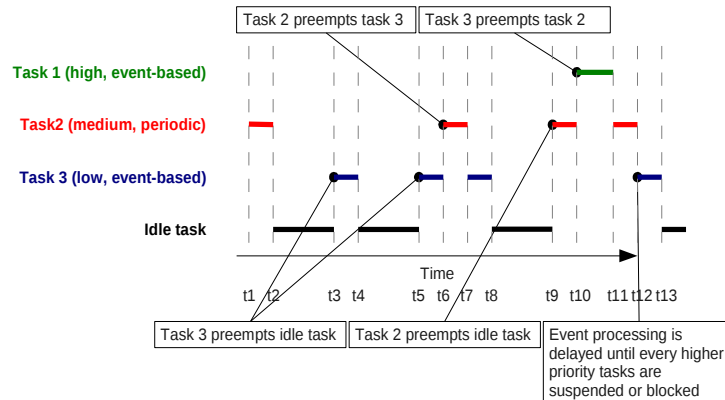 Task 2 preempts task 3
Task 3 preempts task 2
Task 1 (high, event-based)
Task2 (medium, periodic)
Task 3 (low, event-based)
Idle task
Time
t1 t2 t3 t4 t5 t6 t7 t8 t9 t10 t11 t12 t13
Task 3 preempts idle task
Task 2 preempts idle task
Event processing is
delayed until every higher
priority tasks are
suspended or blocked